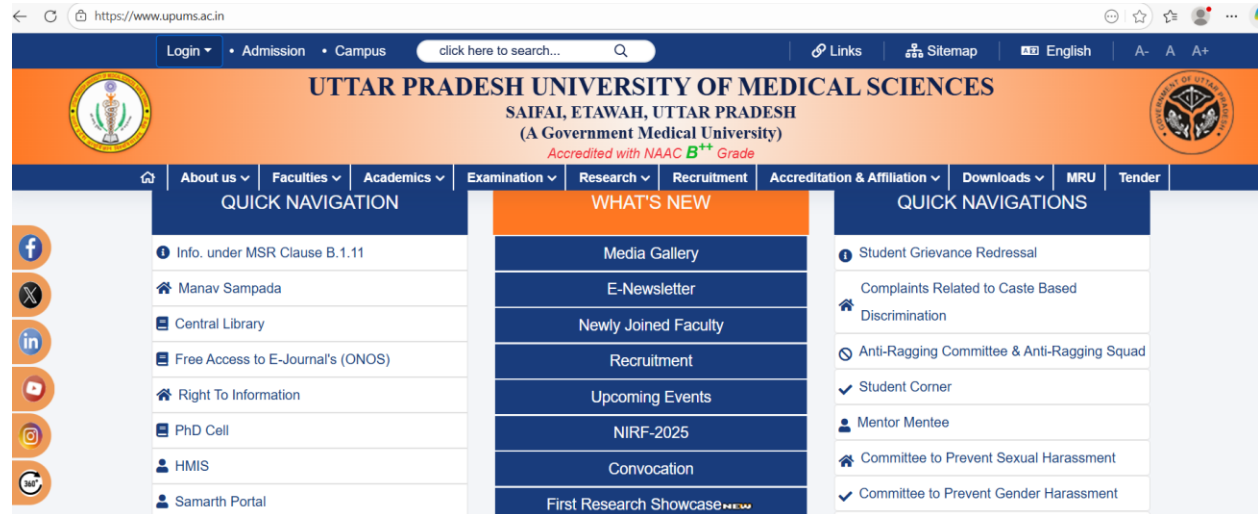 https://www.upums.ac.in
Login • Admission • Campus click here to search... Links Sitemap English A- A A+
UTTAR PRADESH UNIVERSITY OF MEDICAL SCIENCES
SAIFAI, ETAWAH, UTTAR PRADESH
(A Government Medical University)
Accredited with NAAC B++ Grade
About us Faculties Academics Examination Research Recruitment Accreditation & Affiliation Downloads MRU Tender
QUICK NAVIGATION
Info. under MSR Clause B.1.11
Manav Sampada
Central Library
Free Access to E-Journal's (ONOS)
Right To Information
PhD Cell
HMIS
Samarth Portal
WHAT'S NEW
Media Gallery
E-Newsletter
Newly Joined Faculty
Recruitment
Upcoming Events
NIRF-2025
Convocation
First Research Showcase NEW
QUICK NAVIGATIONS
Student Grievance Redressal
Complaints Related to Caste Based
Discrimination
Anti-Ragging Committee & Anti-Ragging Squad
Student Corner
Mentor Mentee
Committee to Prevent Sexual Harassment
Committee to Prevent Gender Harassment
360°